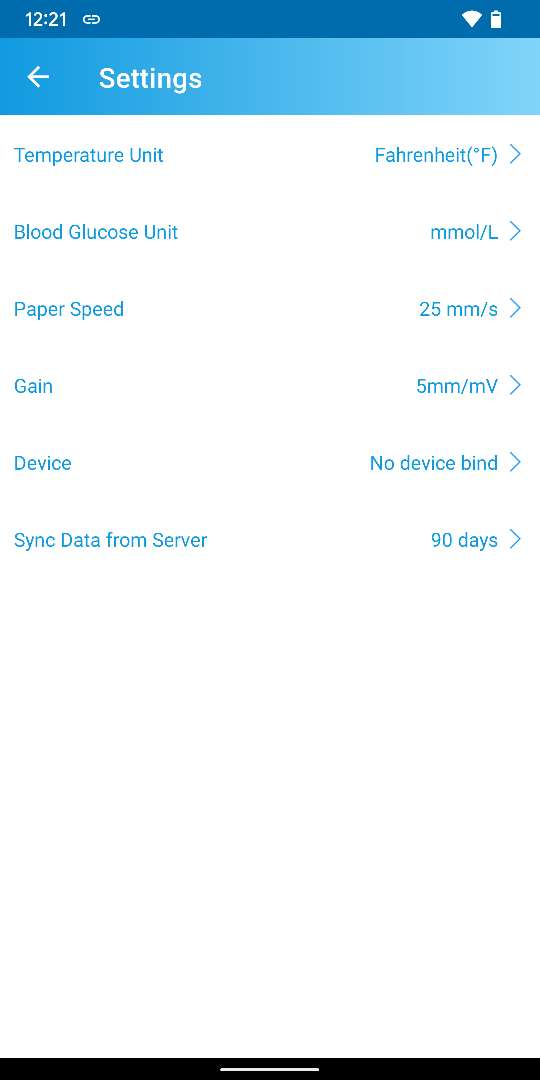 12:21
Settings
Temperature Unit Fahrenheit(°F)
Blood Glucose Unit mmol/L
Paper Speed 25 mm/s
Gain 5mm/mV
Device No device bind
Sync Data from Server 90 days